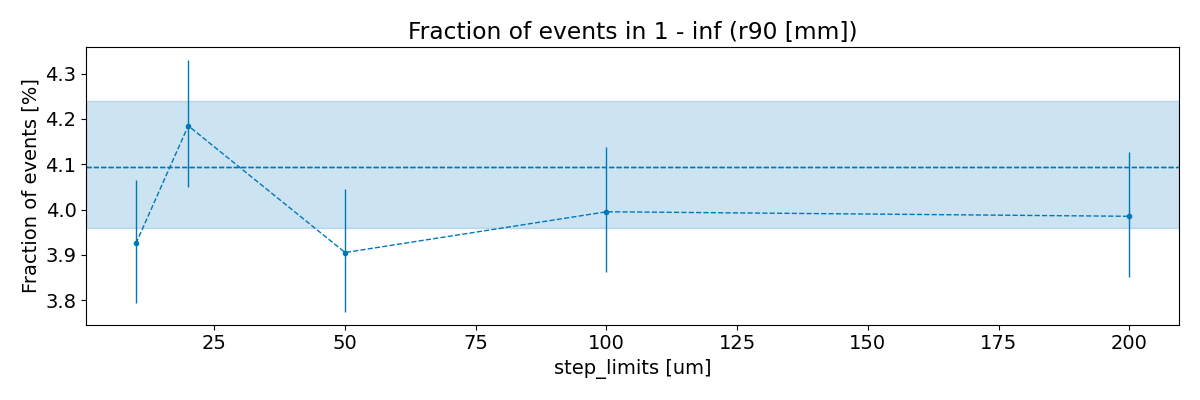 Fraction of events in 1 - inf (r90 [mm])
Fraction of events [%]
4.3
4.2
4.1
4.0
3.9
3.8
25 50 75 100 125 150 175 200
step_limits [um]